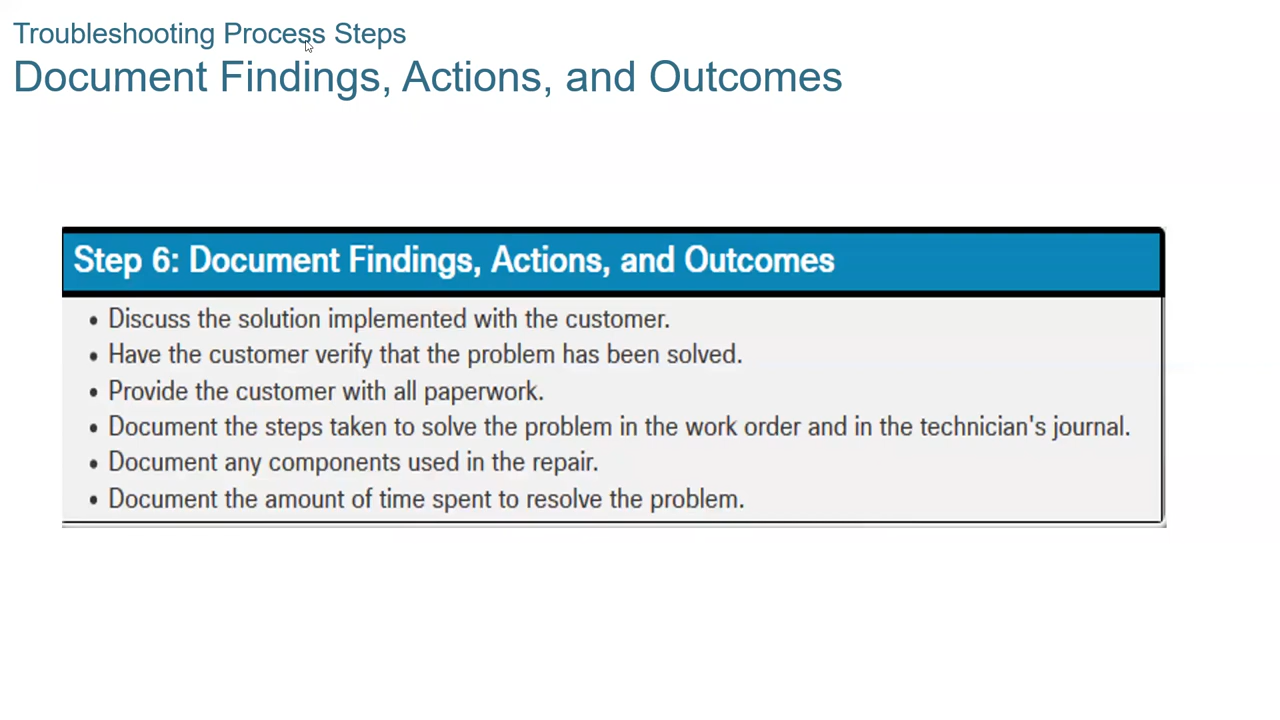 Troubleshooting Process Steps
Document Findings, Actions, and Outcomes
Step 6: Document Findings, Actions, and Outcomes
• Discuss the solution implemented with the customer.
• Have the customer verify that the problem has been solved.
• Provide the customer with all paperwork.
• Document the steps taken to solve the problem in the work order and in the technician's journal.
• Document any components used in the repair.
• Document the amount of time spent to resolve the problem.